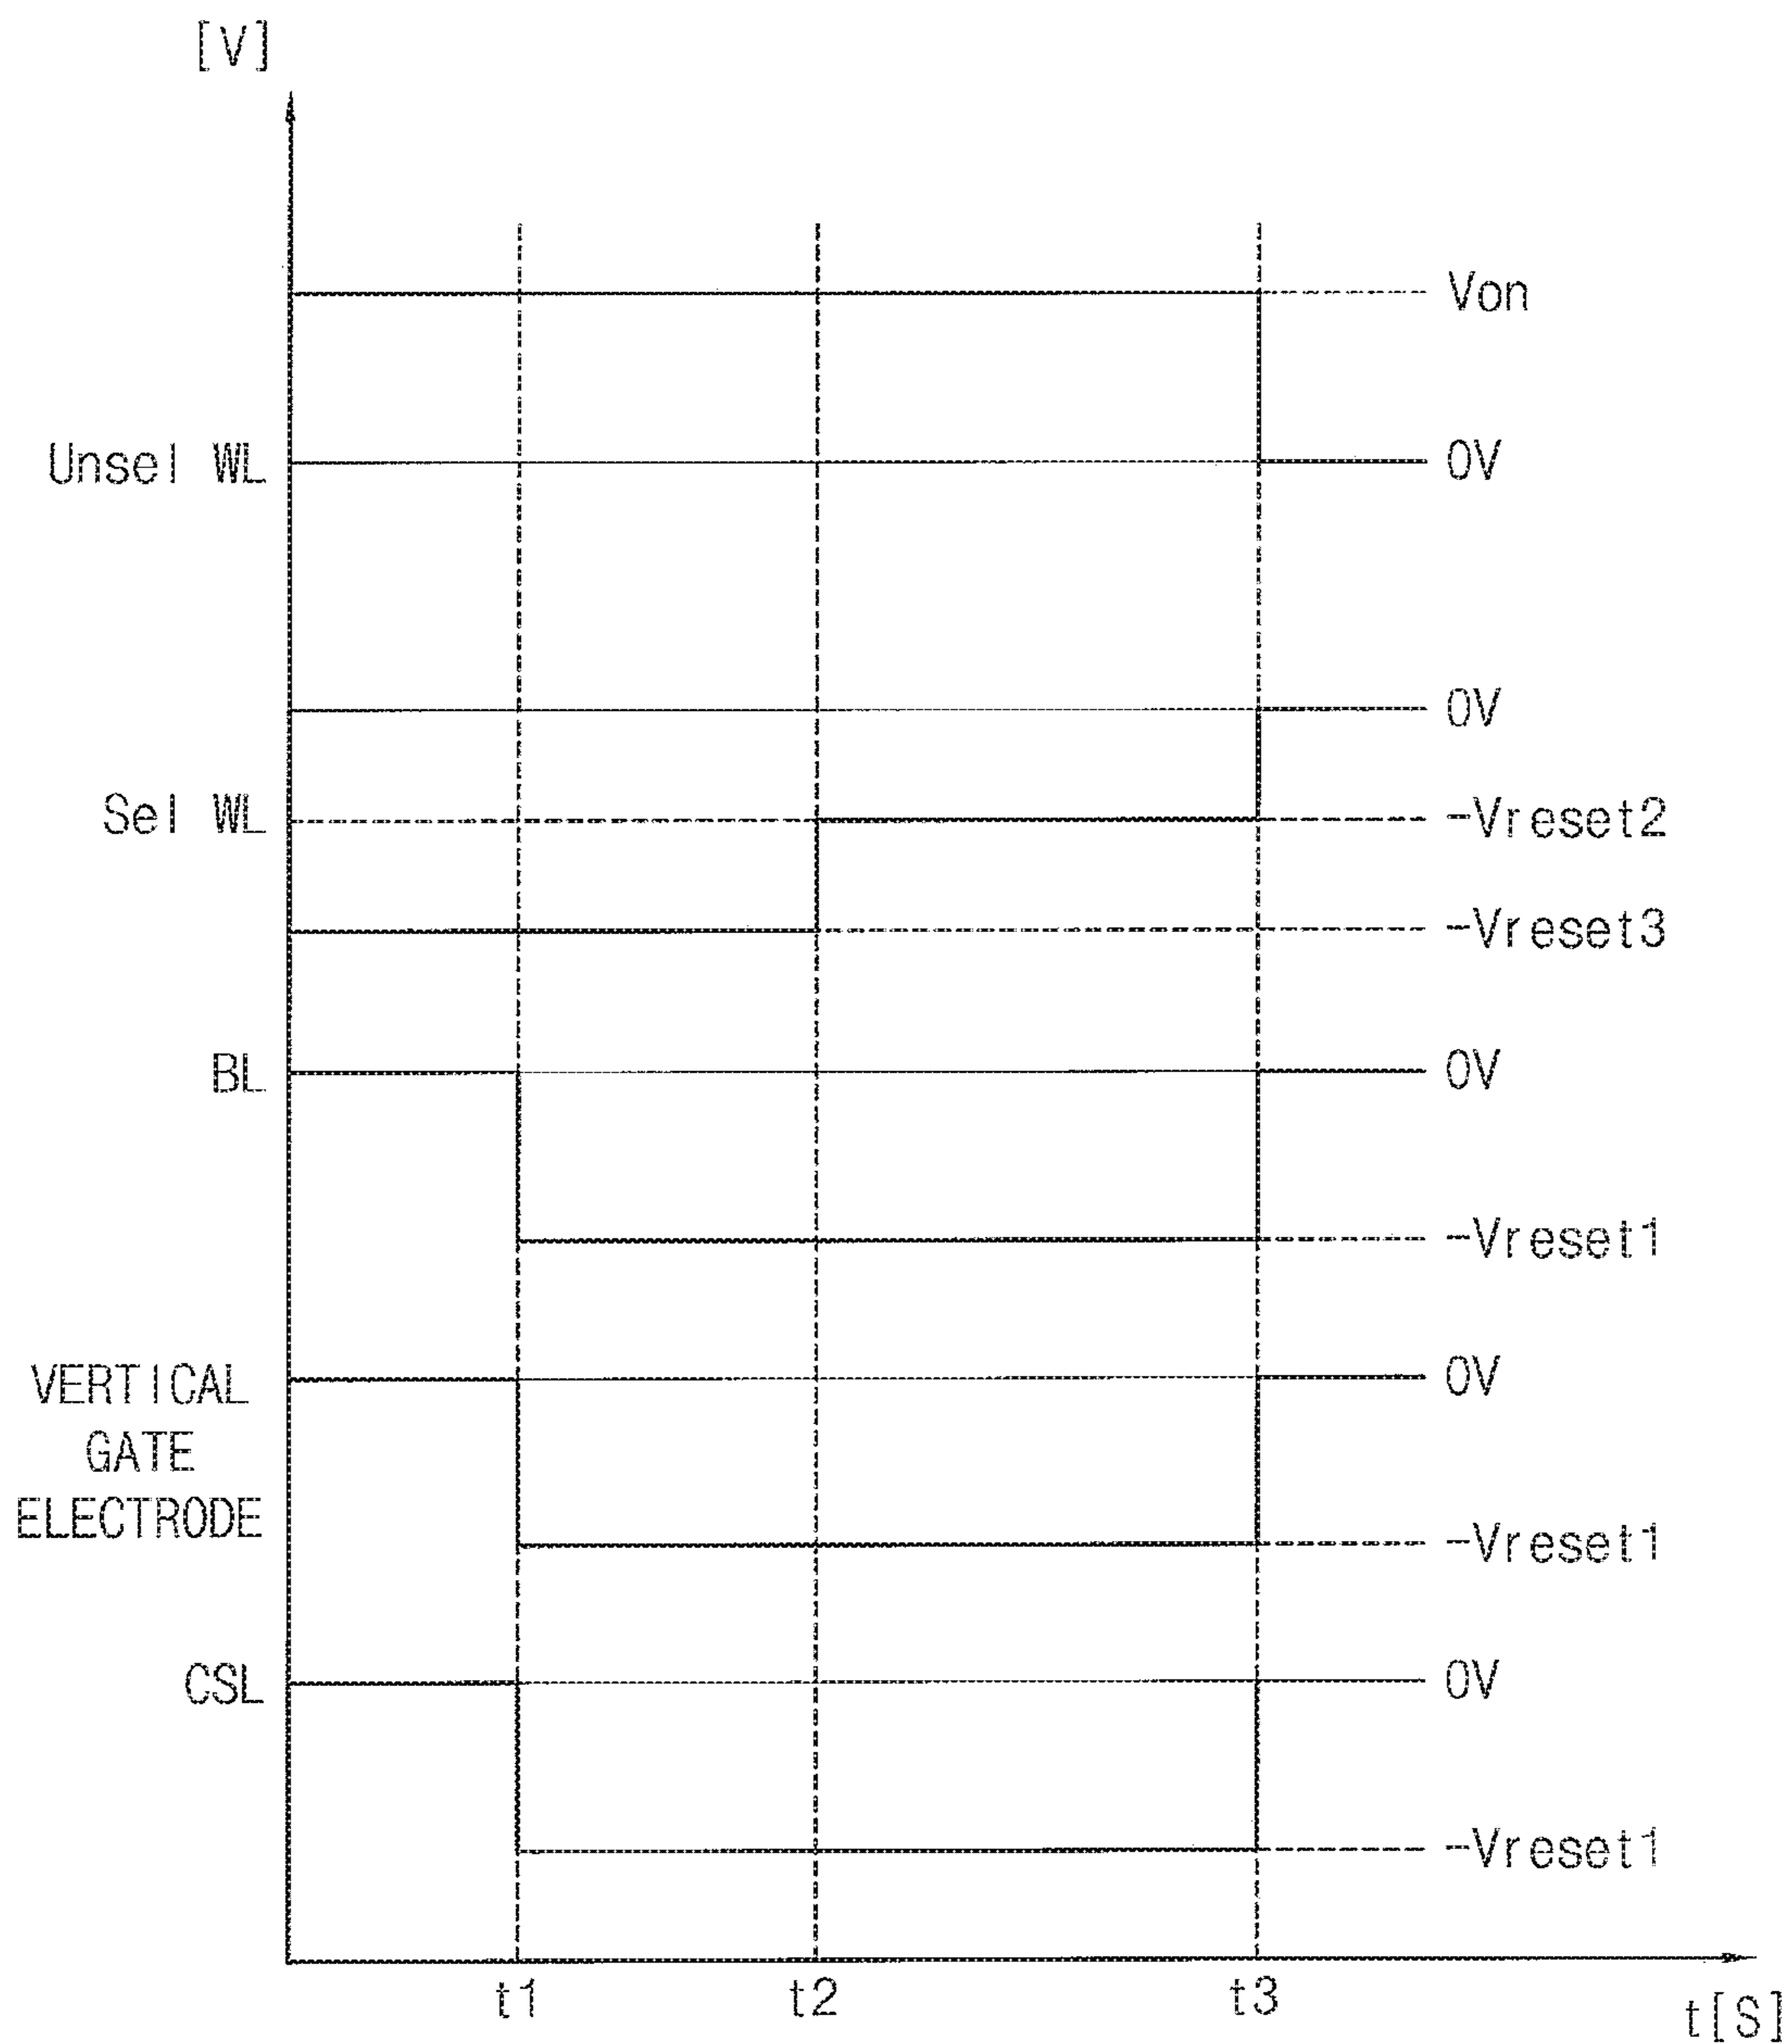 [V]
Von
Unsel WL
0V
0V
Sel WL
-Vreset2
-Vreset3
BL
0V
-Vreset1
VERTICAL
GATE
ELECTRODE
0V
-Vreset1
CSL
0V
-Vreset1
t1
t2
t3
t[S]